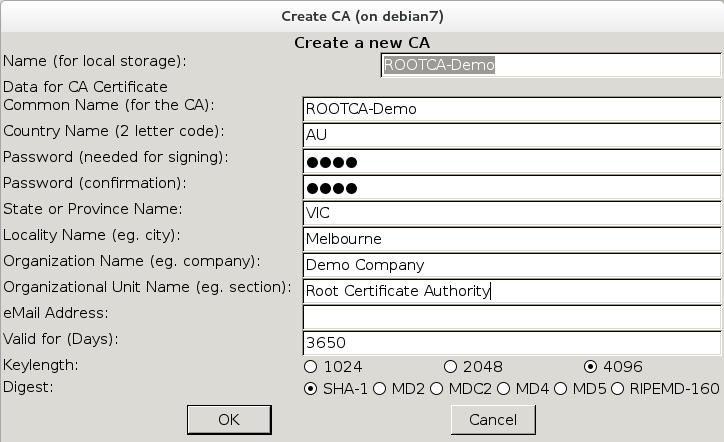 Create CA (on debian7)
Create a new CA
Name (for local storage): ROOTCA-Demo
Data for CA Certificate
Common Name (for the CA): ROOTCA-Demo
Country Name (2 letter code): AU
Password (needed for signing): ●●●●
Password (confirmation): ●●●●
State or Province Name: VIC
Locality Name (eg. city): Melbourne
Organization Name (eg. company): Demo Company
Organizational Unit Name (eg. section): Root Certificate Authority
eMail Address:
Valid for (Days): 3650
Keylength: 1024 2048 4096
Digest: SHA-1 MD2 MDC2 MD4 MD5 RIPEMD-160
OK Cancel